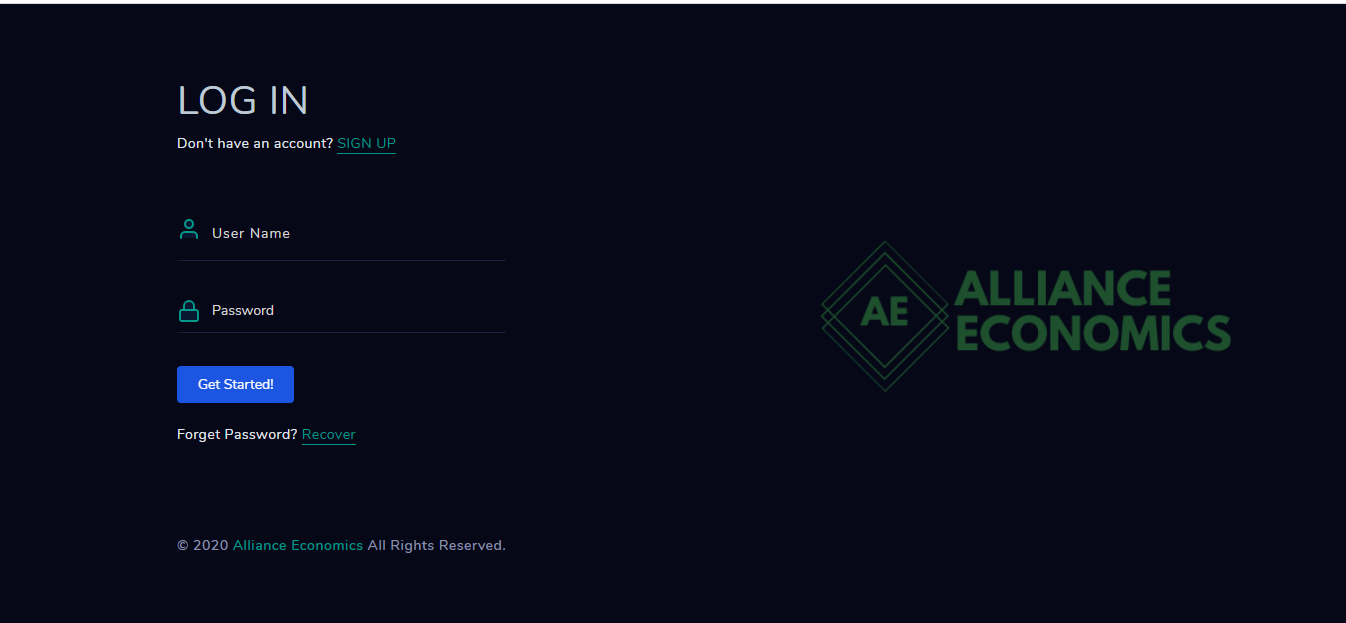 LOG IN
Don't have an account? SIGN UP
User Name
Password
Get Started!
Forget Password? Recover
© 2020 Alliance Economics All Rights Reserved.
AE
ALLIANCE
ECONOMICS